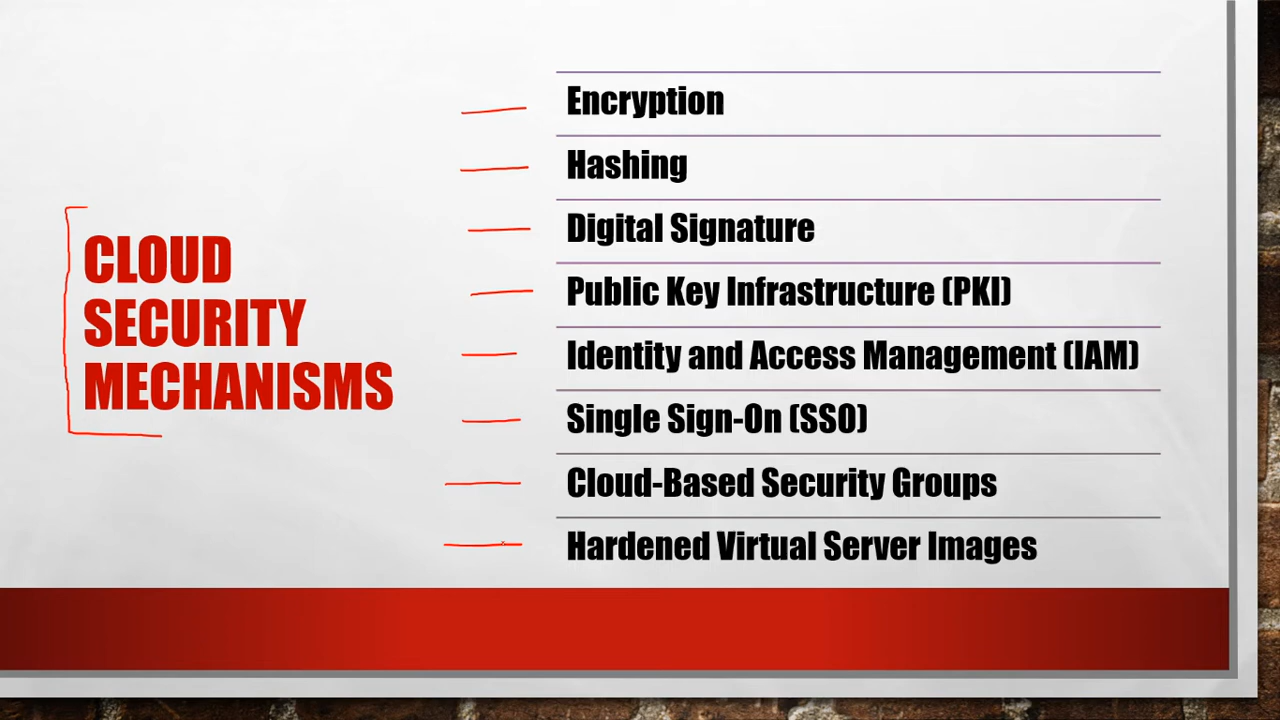 CLOUD
SECURITY
MECHANISMS
Encryption
Hashing
Digital Signature
Public Key Infrastructure (PKI)
Identity and Access Management (IAM)
Single Sign-On (SSO)
Cloud-Based Security Groups
Hardened Virtual Server Images